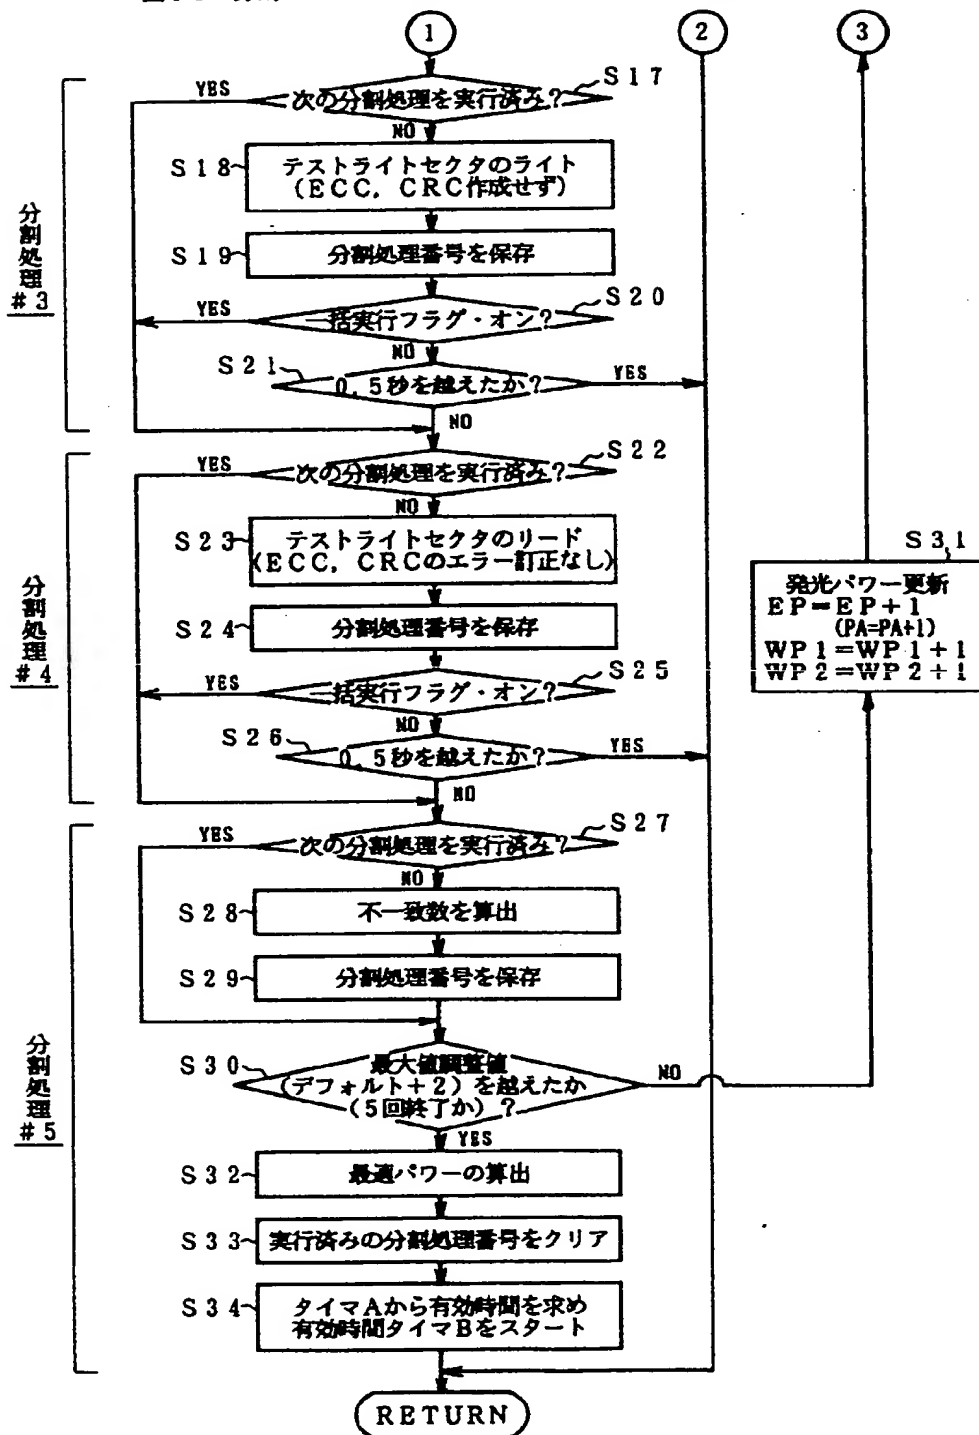 1
2
3
S17
次の分割処理を実行済み?
YES
NO
S18
テストライトセクタのライト
(ECC, CRC作成せず)
S19
分割処理番号を保存
分割処理
#3
S20
一括実行フラグ・オン?
YES
NO
S21
0.5秒を越えたか?
YES
NO
S22
次の分割処理を実行済み?
YES
NO
S23
テストライトセクタのリード
(ECC, CRCのエラー訂正なし)
S24
分割処理番号を保存
分割処理
#4
S25
一括実行フラグ・オン?
YES
NO
S26
0.5秒を越えたか?
YES
NO
S31
発光パワー更新
EP=EP+1
(PA=PA+1)
WP1=WP1+1
WP2=WP2+1
S27
次の分割処理を実行済み?
YES
NO
S28
不一致数を算出
S29
分割処理番号を保存
分割処理
#5
S30
最大値調整値
(デフォルト+2)を越えたか
(5回終了か)?
NO
YES
S32
最適パワーの算出
S33
実行済みの分割処理番号をクリア
S34
タイマAから有効時間を求め
有効時間タイマBをスタート
RETURN